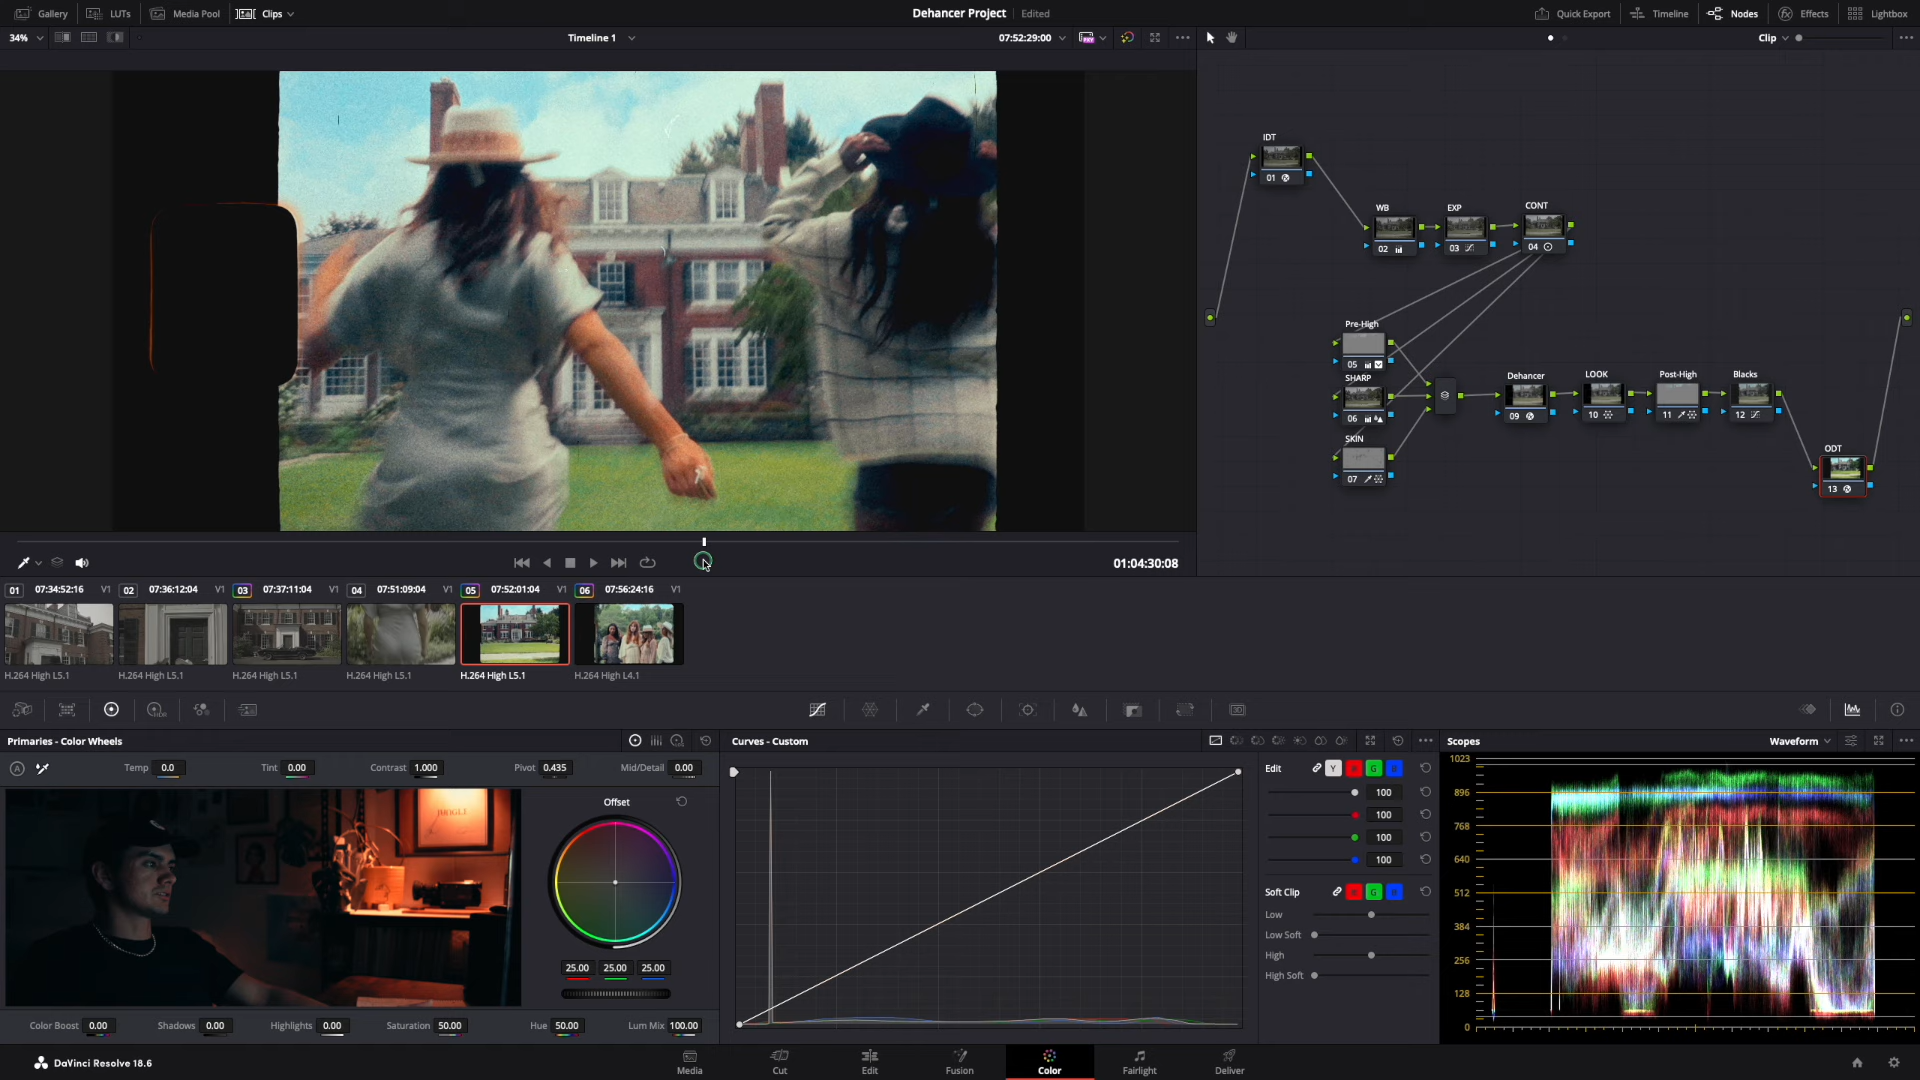 Gallery LUTs Media Pool Clips Dehancer Project Edited Quick Export Timeline Nodes Effects Lightbox
34% Timeline 1 07:52:29:00 Clip
IDT
01
WB EXP CONT
02 03 04
Pre-High
05
SHARP
06
SKIN
07
Dehancer LOOK Post-High Blacks
09 10 11 12
ODT
13
01:04:30:08
01 07:34:52:16 V1 02 07:36:12:04 V1 03 07:37:11:04 V1 04 07:51:09:04 V1 05 07:52:01:04 V1 06 07:56:24:16 V1
H.264 High L5.1 H.264 High L5.1 H.264 High L5.1 H.264 High L5.1 H.264 High L5.1 H.264 High L4.1
HDR
3D
Primaries - Color Wheels
Temp 0.0 Tint 0.00 Contrast 1.000 Pivot 0.435 Mid/Detail 0.00
JUNGLE
Offset
25.00 25.00 25.00
Color Boost 0.00 Shadows 0.00 Highlights 0.00 Saturation 50.00 Hue 50.00 Lum Mix 100.00
Curves - Custom
Edit Y R G B
100
100
100
100
Soft Clip R G B
Low
Low Soft
High
High Soft
Scopes Waveform
1023
896
768
640
512
384
256
128
0
DaVinci Resolve 18.6 Media Cut Edit Fusion Color Fairlight Deliver